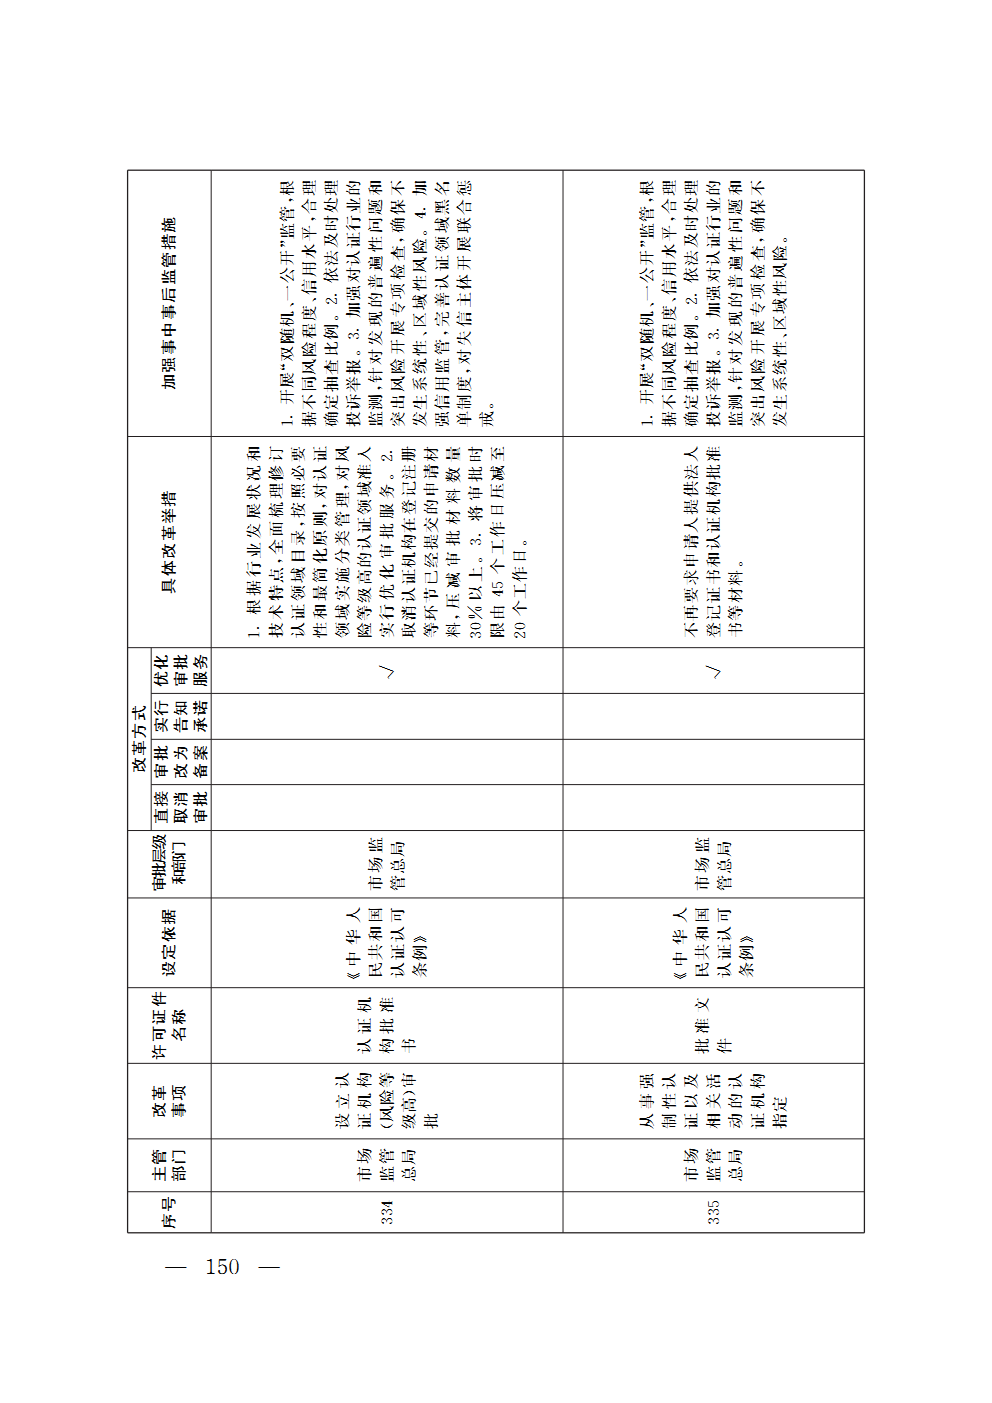 序号
主管
部门
改革
事项
许可证件
名称
设定依据
审批层级
和部门
改革方式
直接
取消
审批
审批
改为
备案
实行
告知
承诺
优化
审批
服务
具体改革举措
加强事中事后监管措施
334
市场
监管
总局
设立认
证机构
(风险等
级高)审
批
认证机
构批准
书
《中华人
民共和国
认证认可
条例》
市场监
管总局
√
1. 根据行业发展状况和
技术特点,全面梳理修订
认证领域目录,按照必要
性和最简化原则,对认证
领域实施分类管理,对风
险等级高的认证领域准入
实行优化审批服务。2.
取消认证机构在登记注册
等环节已经提交的申请材
料,压减审批材料数量
30%以上。3. 将审批时
限由 45 个工作日压减至
20 个工作日。
1. 开展“双随机、一公开”监管,根
据不同风险程度、信用水平,合理
确定抽查比例。2. 依法及时处理
投诉举报。3. 加强对认证行业的
监测,针对发现的普遍性问题和
突出风险开展专项检查,确保不
发生系统性、区域性风险。4. 加
强信用监管,完善认证领域黑名
单制度,对失信主体开展联合惩
戒。
335
市场
监管
总局
从事强
制性认
证以及
相关活
动的认
证机构
指定
批准文
件
《中华人
民共和国
认证认可
条例》
市场监
管总局
√
不再要求申请人提供法人
登记证书和认证机构批准
书等材料。
1. 开展“双随机、一公开”监管,根
据不同风险程度、信用水平,合理
确定抽查比例。2. 依法及时处理
投诉举报。3. 加强对认证行业的
监测,针对发现的普遍性问题和
突出风险开展专项检查,确保不
发生系统性、区域性风险。
— 150 —